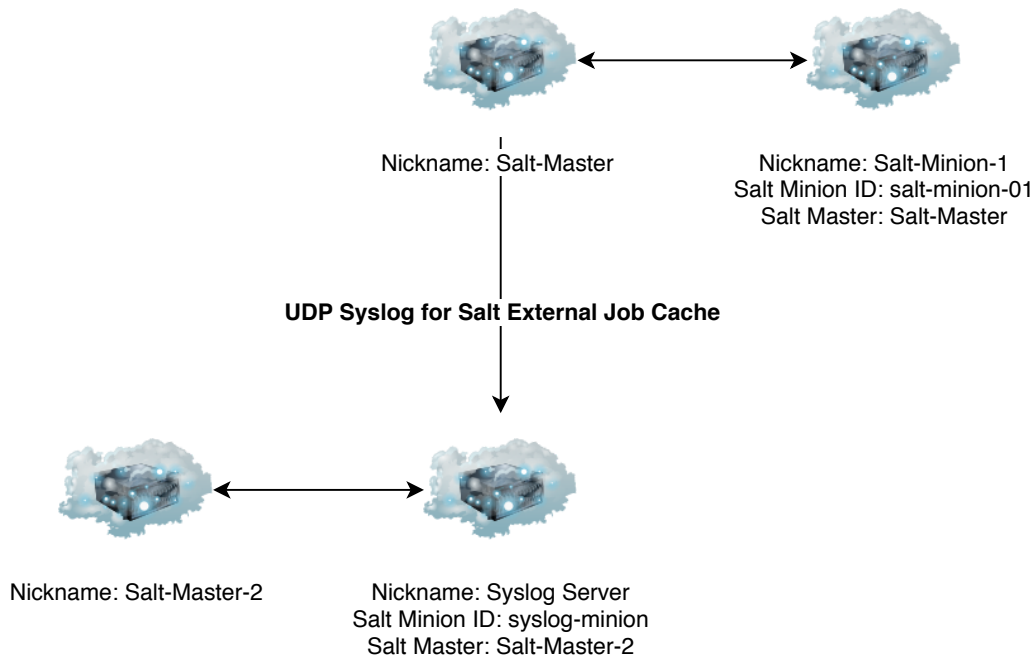 Nickname: Salt-Master
Nickname: Salt-Minion-1
Salt Minion ID: salt-minion-01
Salt Master: Salt-Master
UDP Syslog for Salt External Job Cache
Nickname: Salt-Master-2
Nickname: Syslog Server
Salt Minion ID: syslog-minion
Salt Master: Salt-Master-2